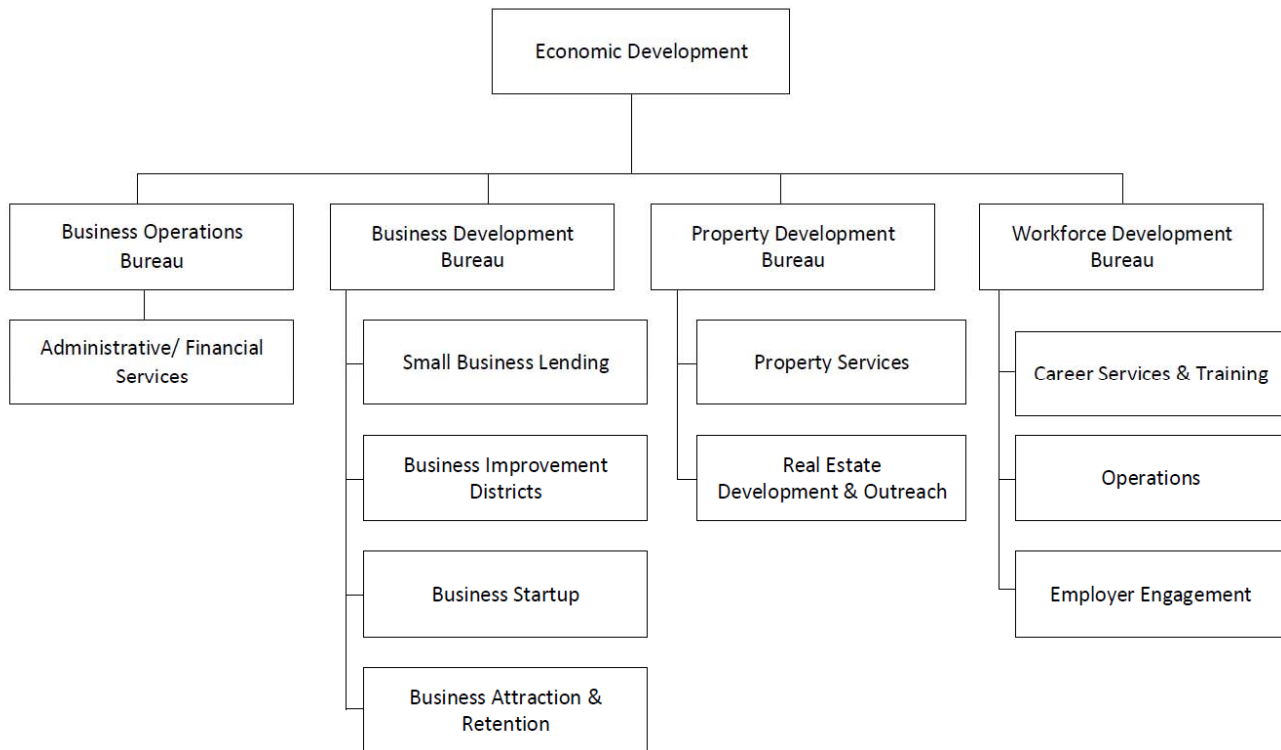 Economic Development
Business Operations
Bureau
Business Development
Bureau
Property Development
Bureau
Workforce Development
Bureau
Administrative/ Financial
Services
Small Business Lending
Business Improvement
Districts
Business Startup
Business Attraction &
Retention
Property Services
Real Estate
Development & Outreach
Career Services & Training
Operations
Employer Engagement